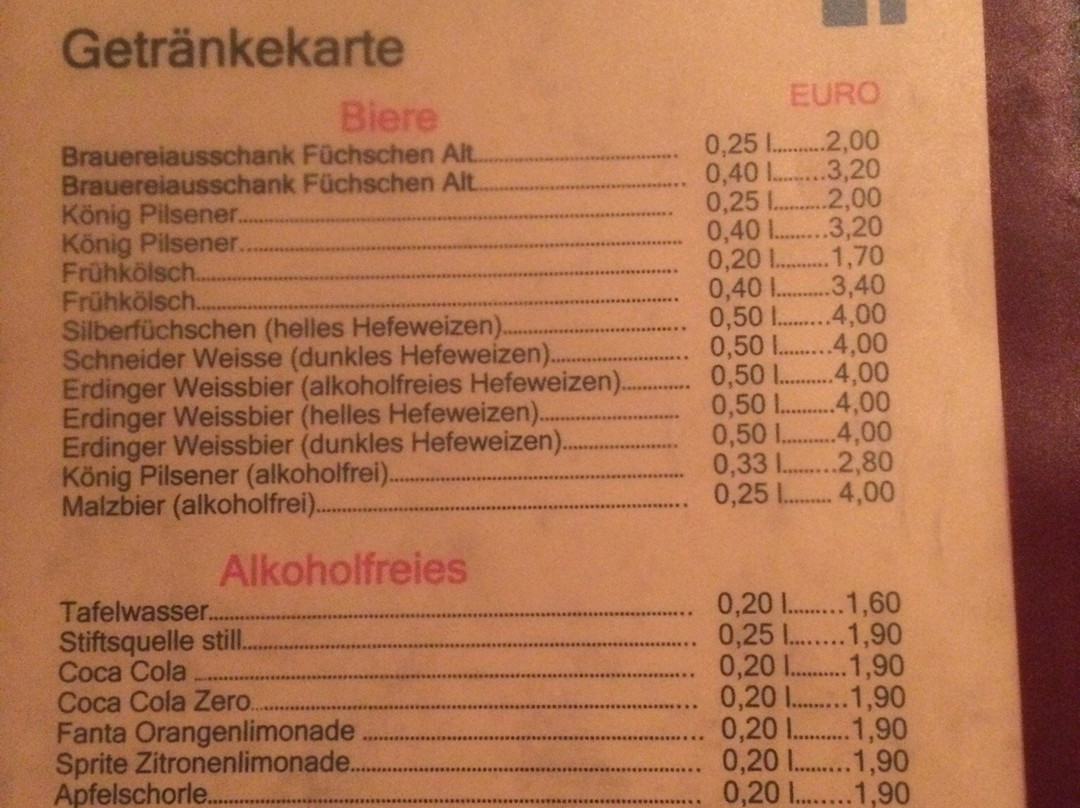 Getränkekarte
EURO
Biere
Brauereiausschank Füchschen Alt 0,25 l 2,00
Brauereiausschank Füchschen Alt 0,40 l 3,20
König Pilsener 0,25 l 2,00
König Pilsener 0,40 l 3,20
Frühkölsch 0,20 l 1,70
Frühkölsch 0,40 l 3,40
Silberfüchschen (helles Hefeweizen) 0,50 l 4,00
Schneider Weisse (dunkles Hefeweizen) 0,50 l 4,00
Erdinger Weissbier (alkoholfreies Hefeweizen) 0,50 l 4,00
Erdinger Weissbier (helles Hefeweizen) 0,50 l 4,00
Erdinger Weissbier (dunkles Hefeweizen) 0,50 l 4,00
König Pilsener (alkoholfrei) 0,33 l 2,80
Malzbier (alkoholfrei) 0,25 l 4,00
Alkoholfreies
Tafelwasser 0,20 l 1,60
Stiftsquelle still 0,25 l 1,90
Coca Cola 0,20 l 1,90
Coca Cola Zero 0,20 l 1,90
Fanta Orangenlimonade 0,20 l 1,90
Sprite Zitronenlimonade 0,20 l 1,90
Apfelschorle 0,20 l 1,90